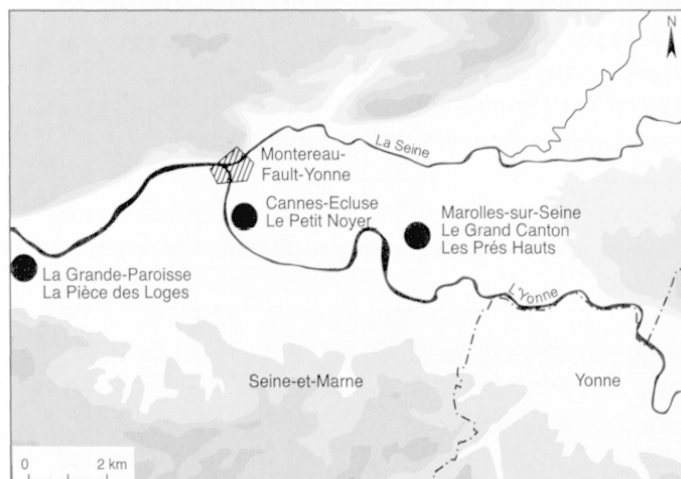 N
La Seine
Montereau-
Fault-Yonne
Cannes-Ecluse
Le Petit Noyer
Marolles-sur-Seine
Le Grand Canton
Les Prés Hauts
La Grande-Paroisse
La Pièce des Loges
L'Yonne
Seine-et-Marne
Yonne
0 2 km